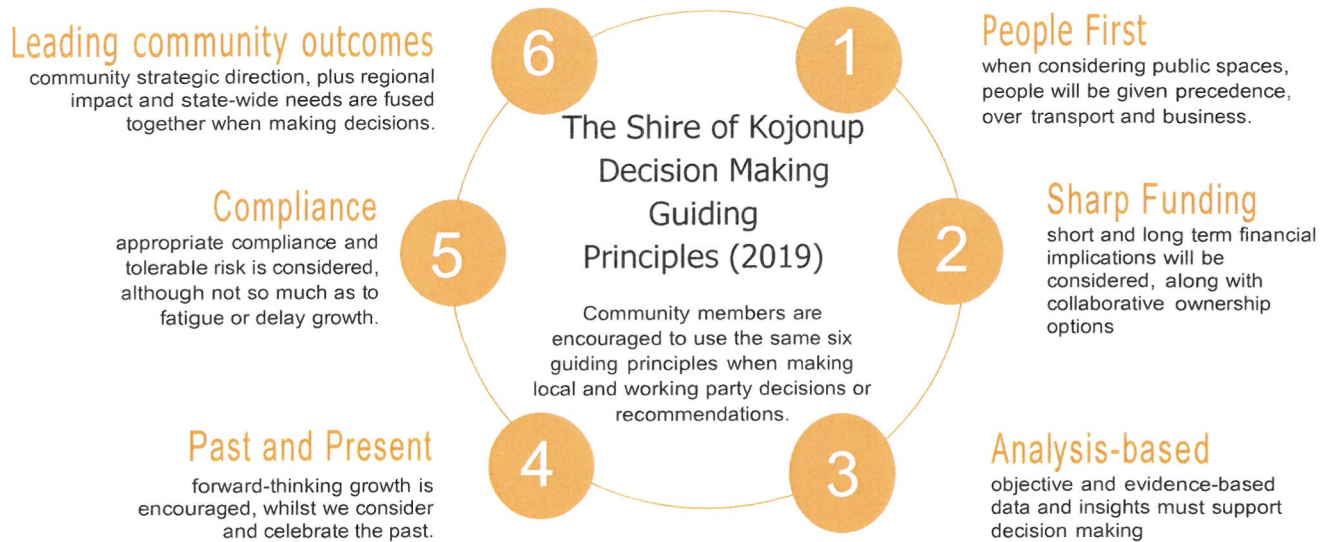 The Shire of Kojonup
Decision Making
Guiding
Principles (2019)
Community members are
encouraged to use the same six
guiding principles when making
local and working party decisions or
recommendations.
1
People First
when considering public spaces,
people will be given precedence,
over transport and business.
2
Sharp Funding
short and long term financial
implications will be
considered, along with
collaborative ownership
options
3
Analysis-based
objective and evidence-based
data and insights must support
decision making
4
Past and Present
forward-thinking growth is
encouraged, whilst we consider
and celebrate the past.
5
Compliance
appropriate compliance and
tolerable risk is considered,
although not so much as to
fatigue or delay growth.
6
Leading community outcomes
community strategic direction, plus regional
impact and state-wide needs are fused
together when making decisions.